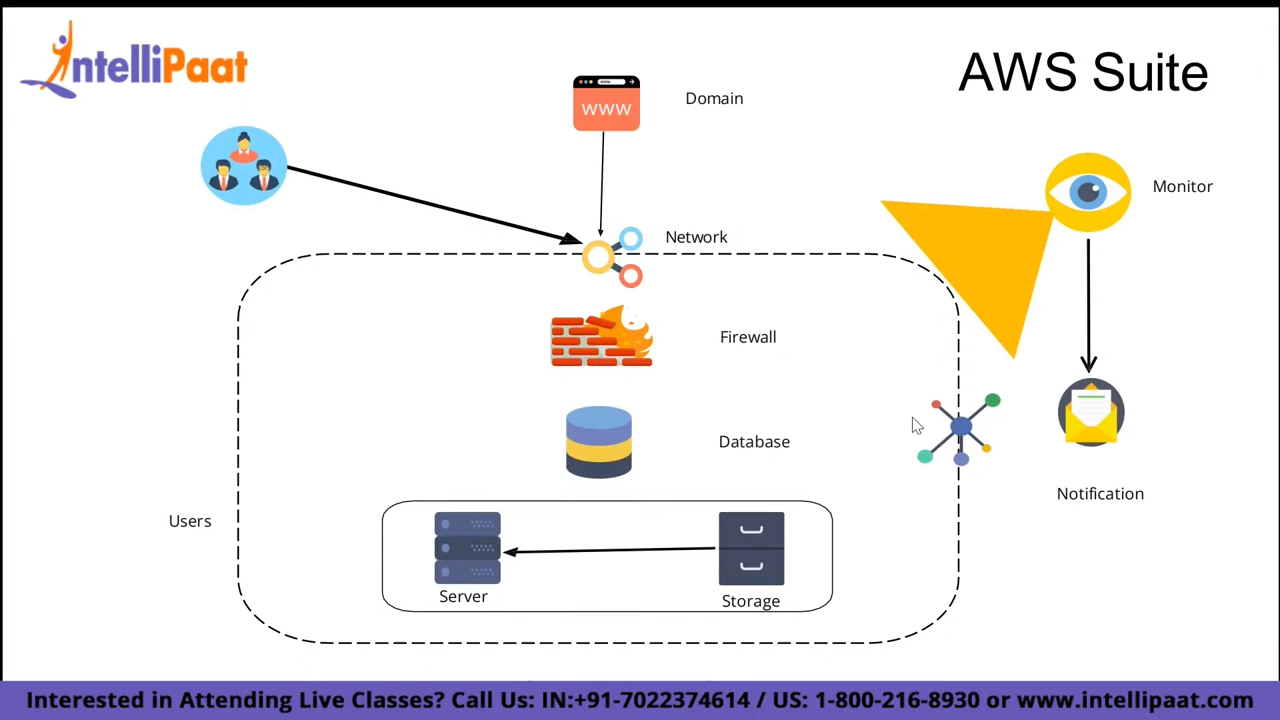 IntelliPaat
AWS Suite
www
Domain
Monitor
Network
Firewall
Database
Notification
Users
Server
Storage
Interested in Attending Live Classes? Call Us: IN:+91-7022374614 / US: 1-800-216-8930 or www.intellipaat.com